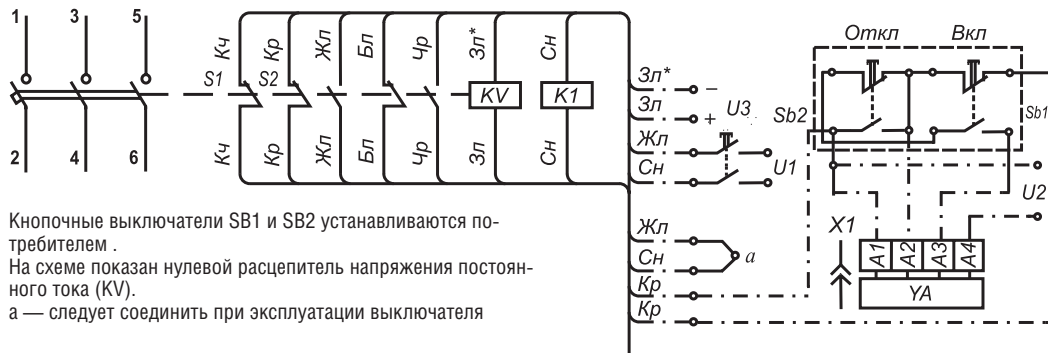 1 3 5
2 4 6
S1 S2
Кч Кр Жл Бл Чр Зл* Сн
KV K1
Кч Кр Жл Бл Чр Зл Сн
Зл* −
Зл + U3
Жл
Сн U1
Жл
Сн a
Кр
Кр
Откл Вкл
Sb2 Sb1
U2
X1
A1 A2 A3 A4
YA
Кнопочные выключатели SB1 и SB2 устанавливаются по-
требителем .
На схеме показан нулевой расцепитель напряжения постоян-
ного тока (KV).
а — следует соединить при эксплуатации выключателя